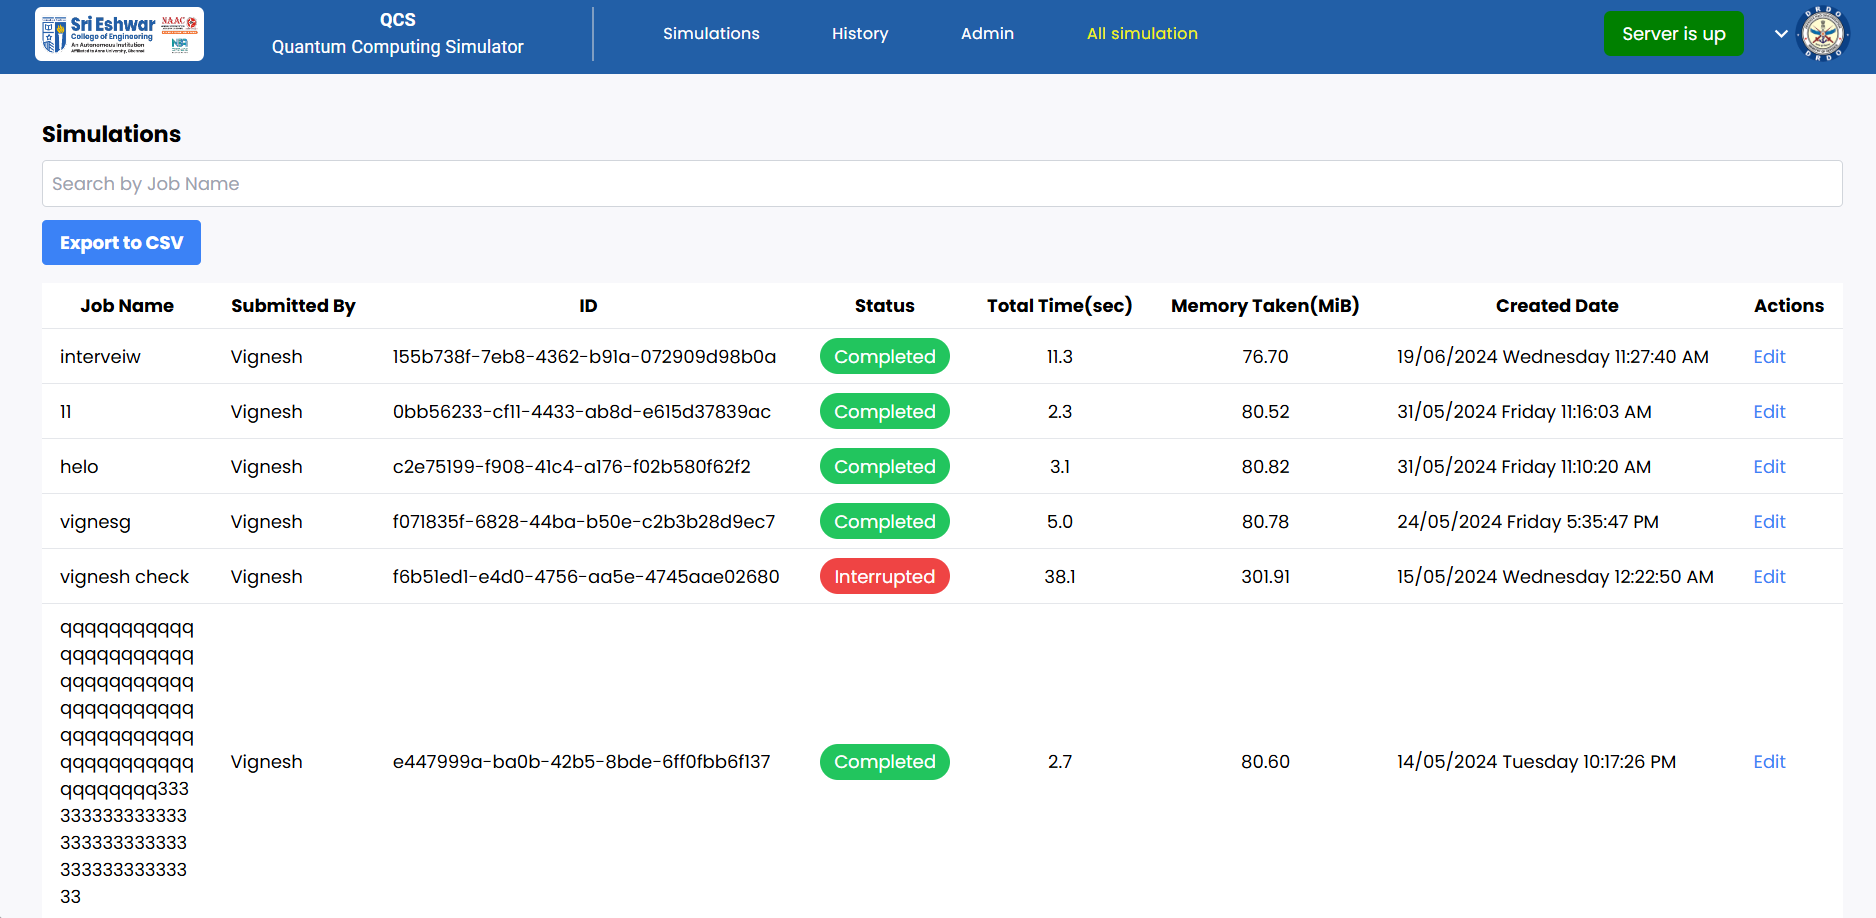 Sri Eshwar
College of Engineering
An Autonomous Institution
Affiliated to Anna University, Chennai
NAAC
NBA
QCS
Quantum Computing Simulator
Simulations
History
Admin
All simulation
Server is up
DRDO
DRDO
Simulations
Search by Job Name
Export to CSV
Job Name Submitted By ID Status Total Time(sec) Memory Taken(MiB) Created Date Actions
interveiw Vignesh 155b738f-7eb8-4362-b91a-072909d98b0a Completed 11.3 76.70 19/06/2024 Wednesday 11:27:40 AM Edit
11 Vignesh 0bb56233-cf11-4433-ab8d-e615d37839ac Completed 2.3 80.52 31/05/2024 Friday 11:16:03 AM Edit
helo Vignesh c2e75199-f908-41c4-a176-f02b580f62f2 Completed 3.1 80.82 31/05/2024 Friday 11:10:20 AM Edit
vignesg Vignesh f071835f-6828-44ba-b50e-c2b3b28d9ec7 Completed 5.0 80.78 24/05/2024 Friday 5:35:47 PM Edit
vignesh check Vignesh f6b51ed1-e4d0-4756-aa5e-4745aae02680 Interrupted 38.1 301.91 15/05/2024 Wednesday 12:22:50 AM Edit
qqqqqqqqqqq
qqqqqqqqqqq
qqqqqqqqqqq
qqqqqqqqqqq
qqqqqqqqqqq
qqqqqqqqqqq
qqqqqqqq333
333333333333
333333333333
333333333333
33
Vignesh e447999a-ba0b-42b5-8bde-6ff0fbb6f137 Completed 2.7 80.60 14/05/2024 Tuesday 10:17:26 PM Edit